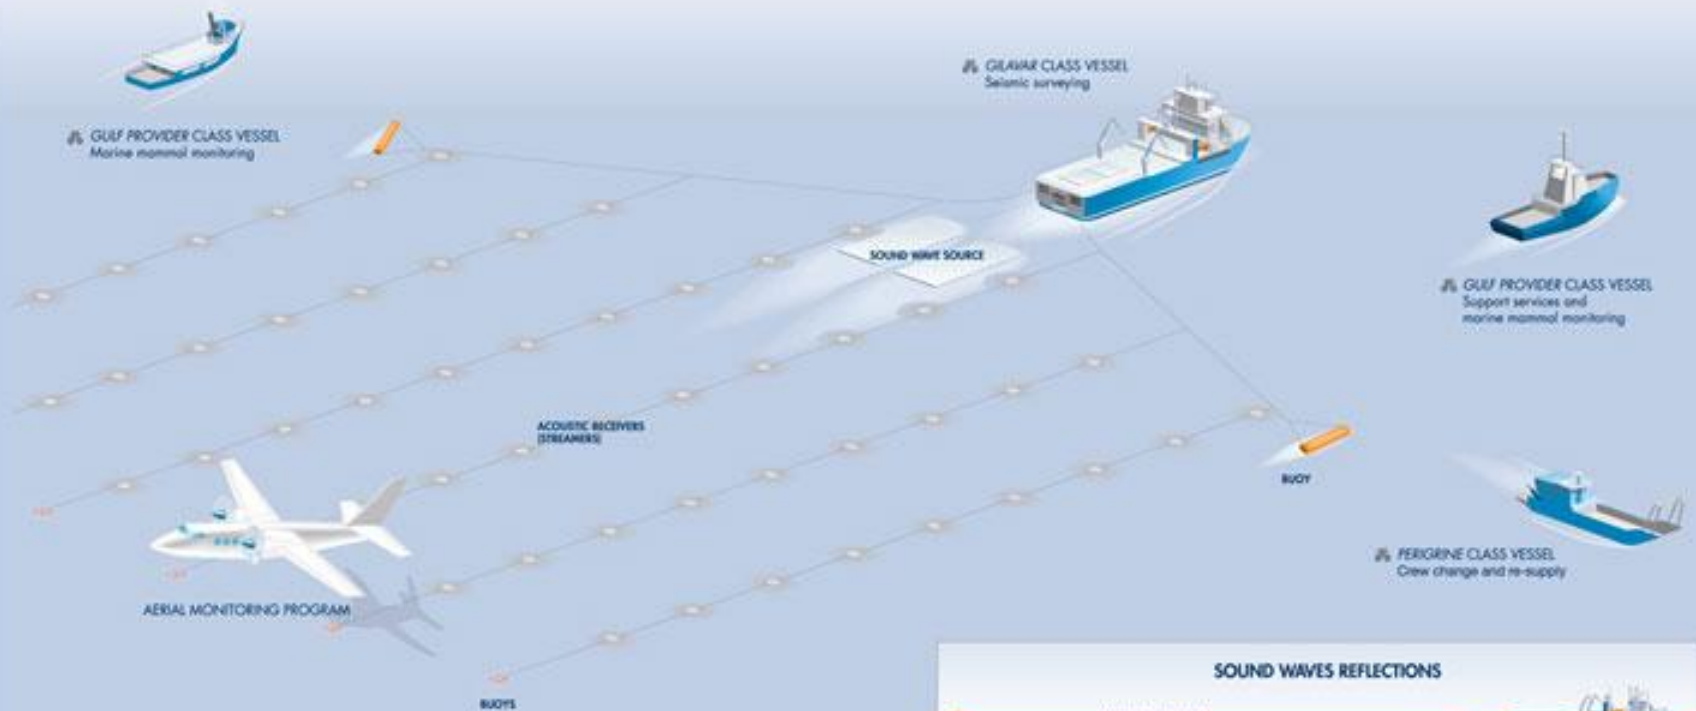 GILAVAR CLASS VESSEL
Seismic surveying
GULF PROVIDER CLASS VESSEL
Marine mammal monitoring
SOUND WAVE SOURCE
GULF PROVIDER CLASS VESSEL
Support services and
marine mammal monitoring
ACOUSTIC RECEIVERS
(STREAMERS)
BUOY
PERIGRINE CLASS VESSEL
Crew change and re-supply
AERIAL MONITORING PROGRAM
SOUND WAVES REFLECTIONS
BUOYS